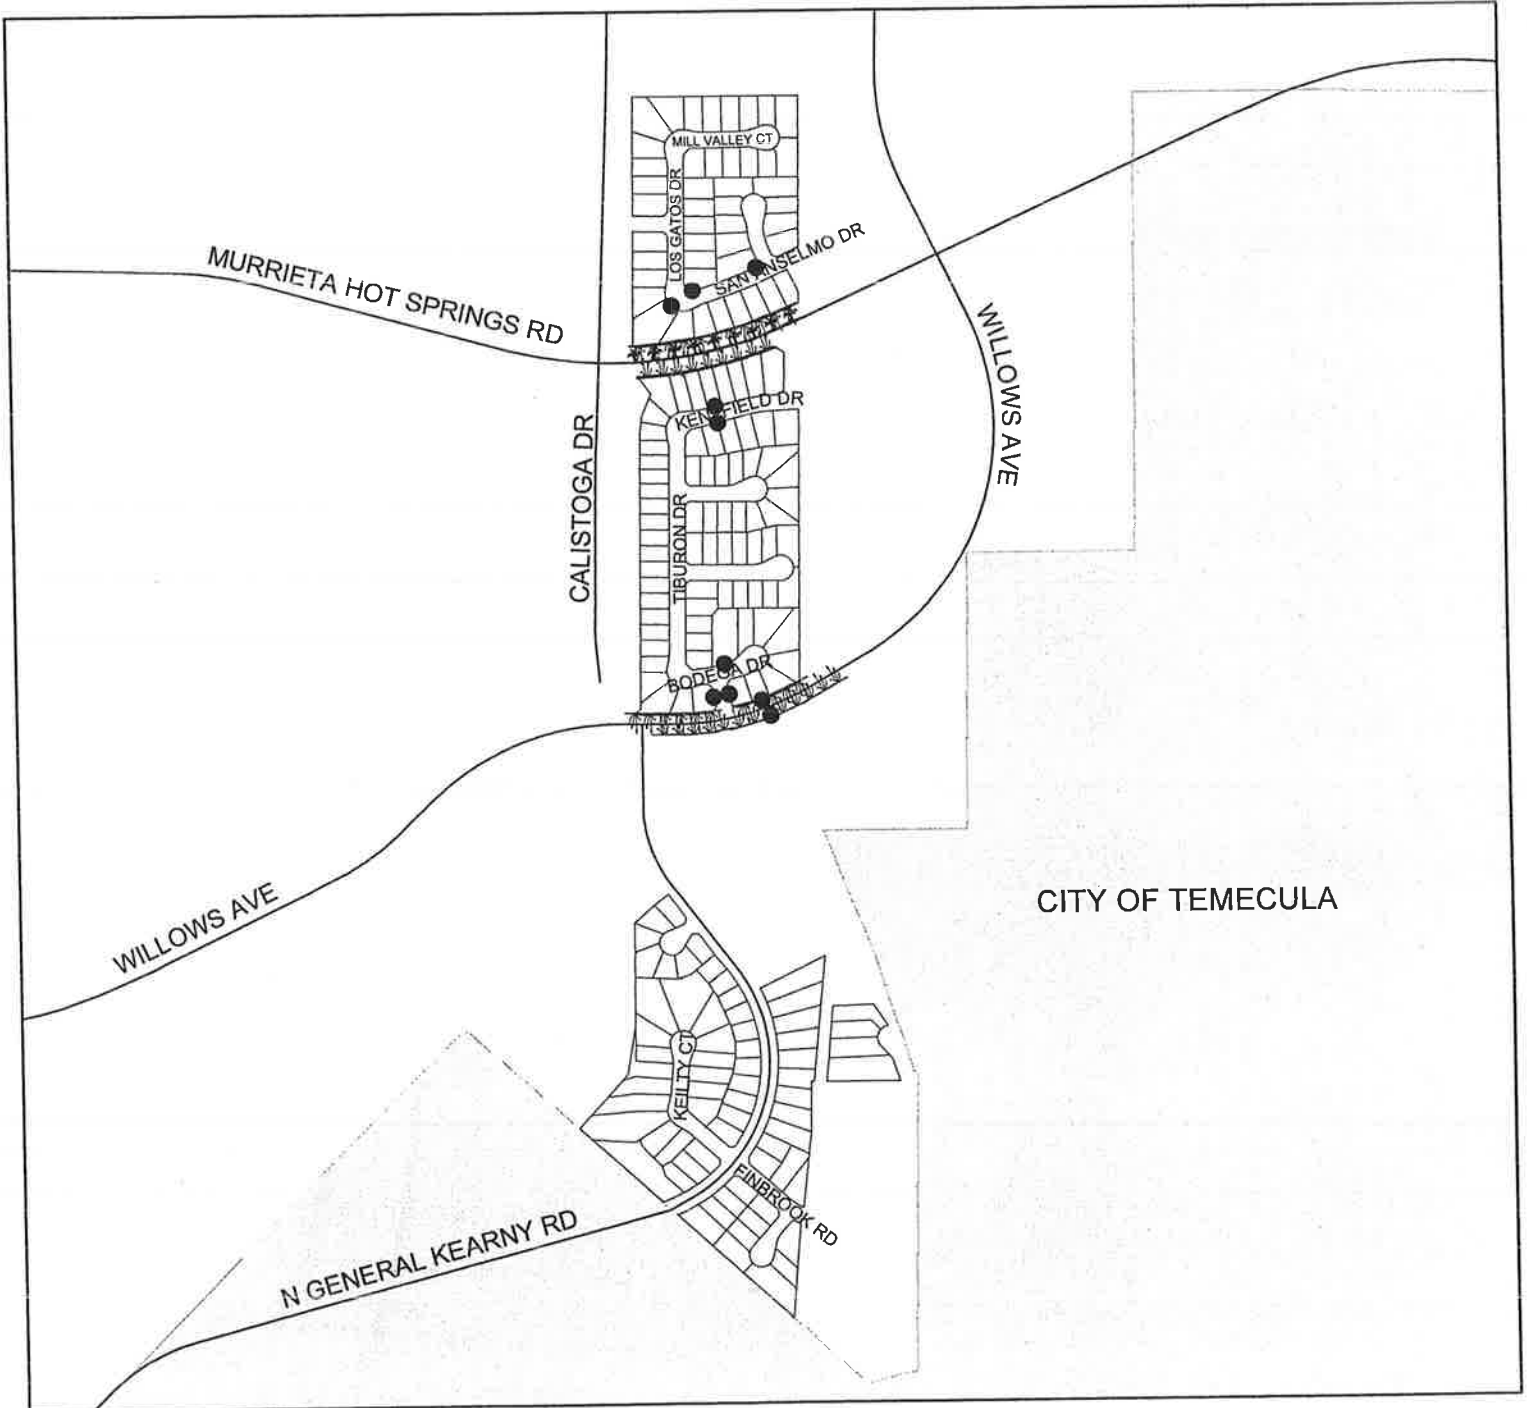 MILL VALLEY CT
LOS GATOS DR
SAN ANSELMO DR
MURRIETA HOT SPRINGS RD
WILLOWS AVE
KENTFIELD DR
CALISTOGA DR
TIBURON DR
BODEGA DR
CITY OF TEMECULA
WILLOWS AVE
KEILTY CT
FINBROOK RD
N GENERAL KEARNY RD